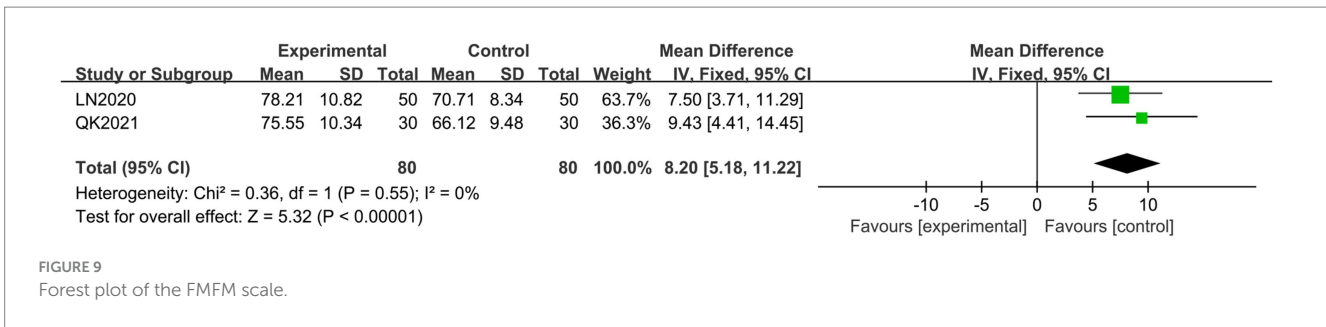 Experimental Control Mean Difference Mean Difference
Study or Subgroup Mean SD Total Mean SD Total Weight IV, Fixed, 95% CI IV, Fixed, 95% CI
LN2020 78.21 10.82 50 70.71 8.34 50 63.7% 7.50 [3.71, 11.29]
QK2021 75.55 10.34 30 66.12 9.48 30 36.3% 9.43 [4.41, 14.45]
Total (95% CI) 80 80 100.0% 8.20 [5.18, 11.22]
Heterogeneity: Chi² = 0.36, df = 1 (P = 0.55); I² = 0%
Test for overall effect: Z = 5.32 (P < 0.00001)
-10 -5 0 5 10
Favours [experimental] Favours [control]
FIGURE 9
Forest plot of the FMFM scale.